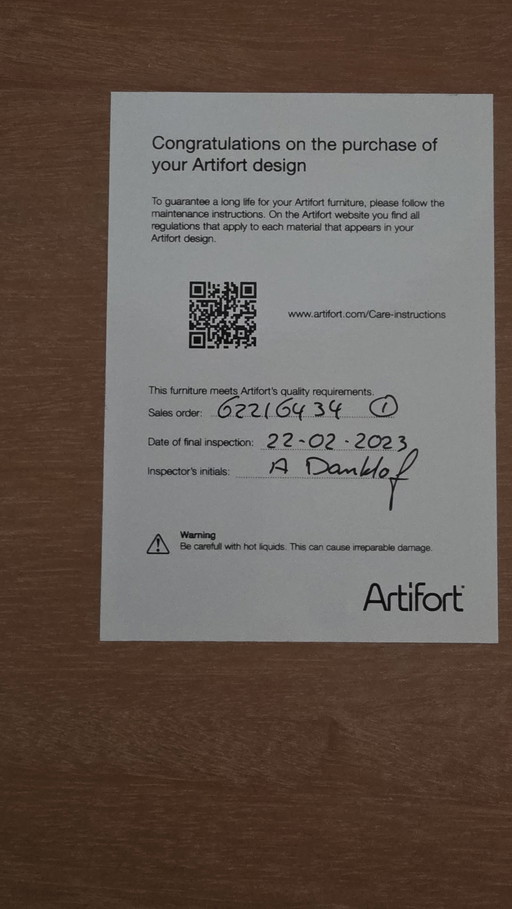 Congratulations on the purchase of
your Artifort design
To guarantee a long life for your Artifort furniture, please follow the
maintenance instructions. On the Artifort website you find all
regulations that apply to each material that appears in your
Artifort design.
www.artifort.com/Care-instructions
This furniture meets Artifort's quality requirements.
Sales order: 62216434 ①
Date of final inspection: 22-02-2023
Inspector's initials: A Danklof
Warning
Be carefull with hot liquids. This can cause irreparable damage.
Artifort